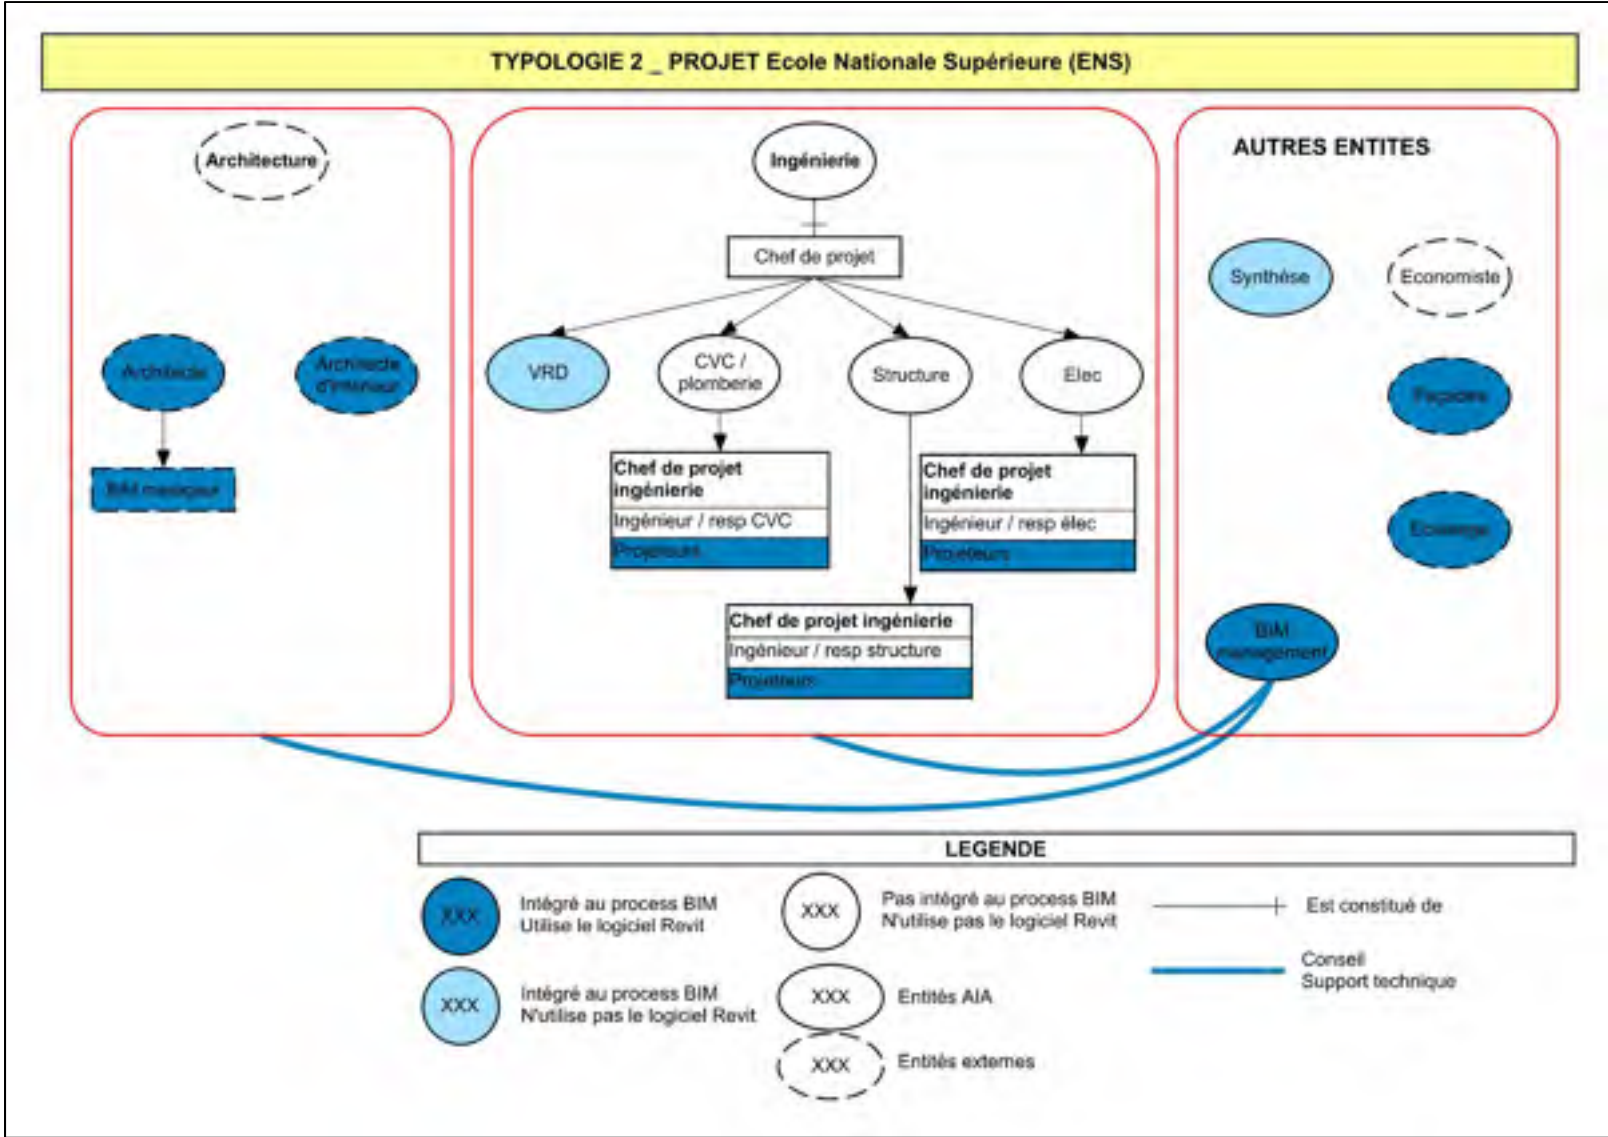 TYPOLOGIE 2 _ PROJET Ecole Nationale Supérieure (ENS)
Architecture
Architecte
Architecte
d'intérieur
BIM manageur
Ingénierie
Chef de projet
VRD
CVC /
plomberie
Structure
Elec
Chef de projet
ingénierie
Ingénieur / resp CVC
Projeteurs
Chef de projet
ingénierie
Ingénieur / resp élec
Projeteurs
Chef de projet ingénierie
Ingénieur / resp structure
Projeteurs
AUTRES ENTITES
Synthèse
Economiste
Façades
BIM
management
LEGENDE
XXX
Intégré au process BIM
Utilise le logiciel Revit
XXX
Intégré au process BIM
N'utilise pas le logiciel Revit
XXX
Pas intégré au process BIM
N'utilise pas le logiciel Revit
XXX
Entités AIA
XXX
Entités externes
Est constitué de
Conseil
Support technique